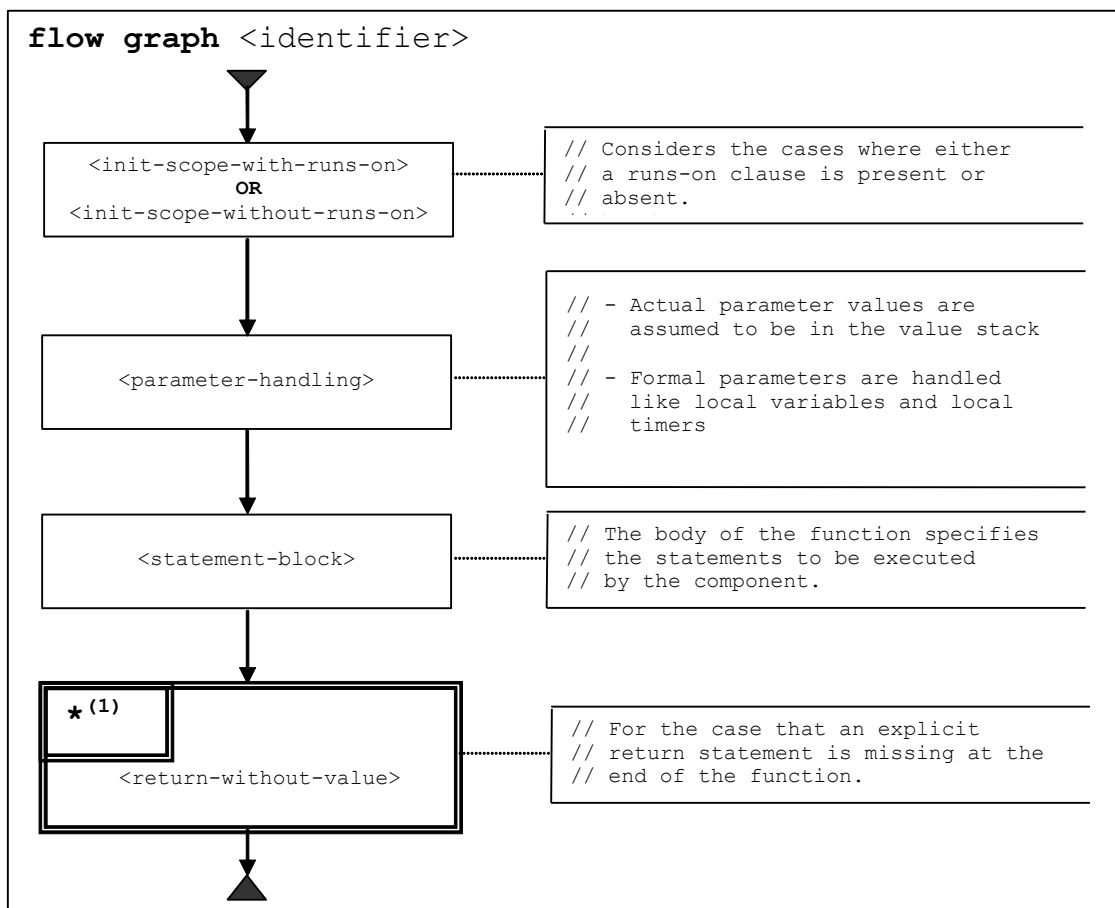 flow graph <identifier>
<init-scope-with-runs-on>
OR
<init-scope-without-runs-on>
// Considers the cases where either
// a runs-on clause is present or
// absent.
<parameter-handling>
// - Actual parameter values are
//   assumed to be in the value stack
//
// - Formal parameters are handled
//   like local variables and local
//   timers
<statement-block>
// The body of the function specifies
// the statements to be executed
// by the component.
*(1)
<return-without-value>
// For the case that an explicit
// return statement is missing at the
// end of the function.